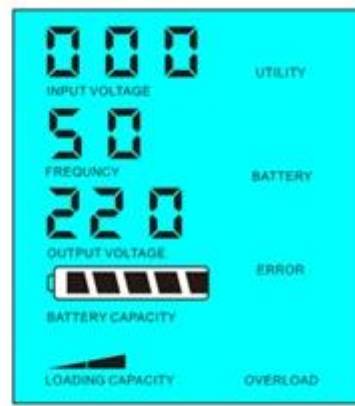 000
INPUT VOLTAGE
UTILITY
50
FREQUNCY
BATTERY
220
OUTPUT VOLTAGE
ERROR
BATTERY CAPACITY
LOADING CAPACITY
OVERLOAD